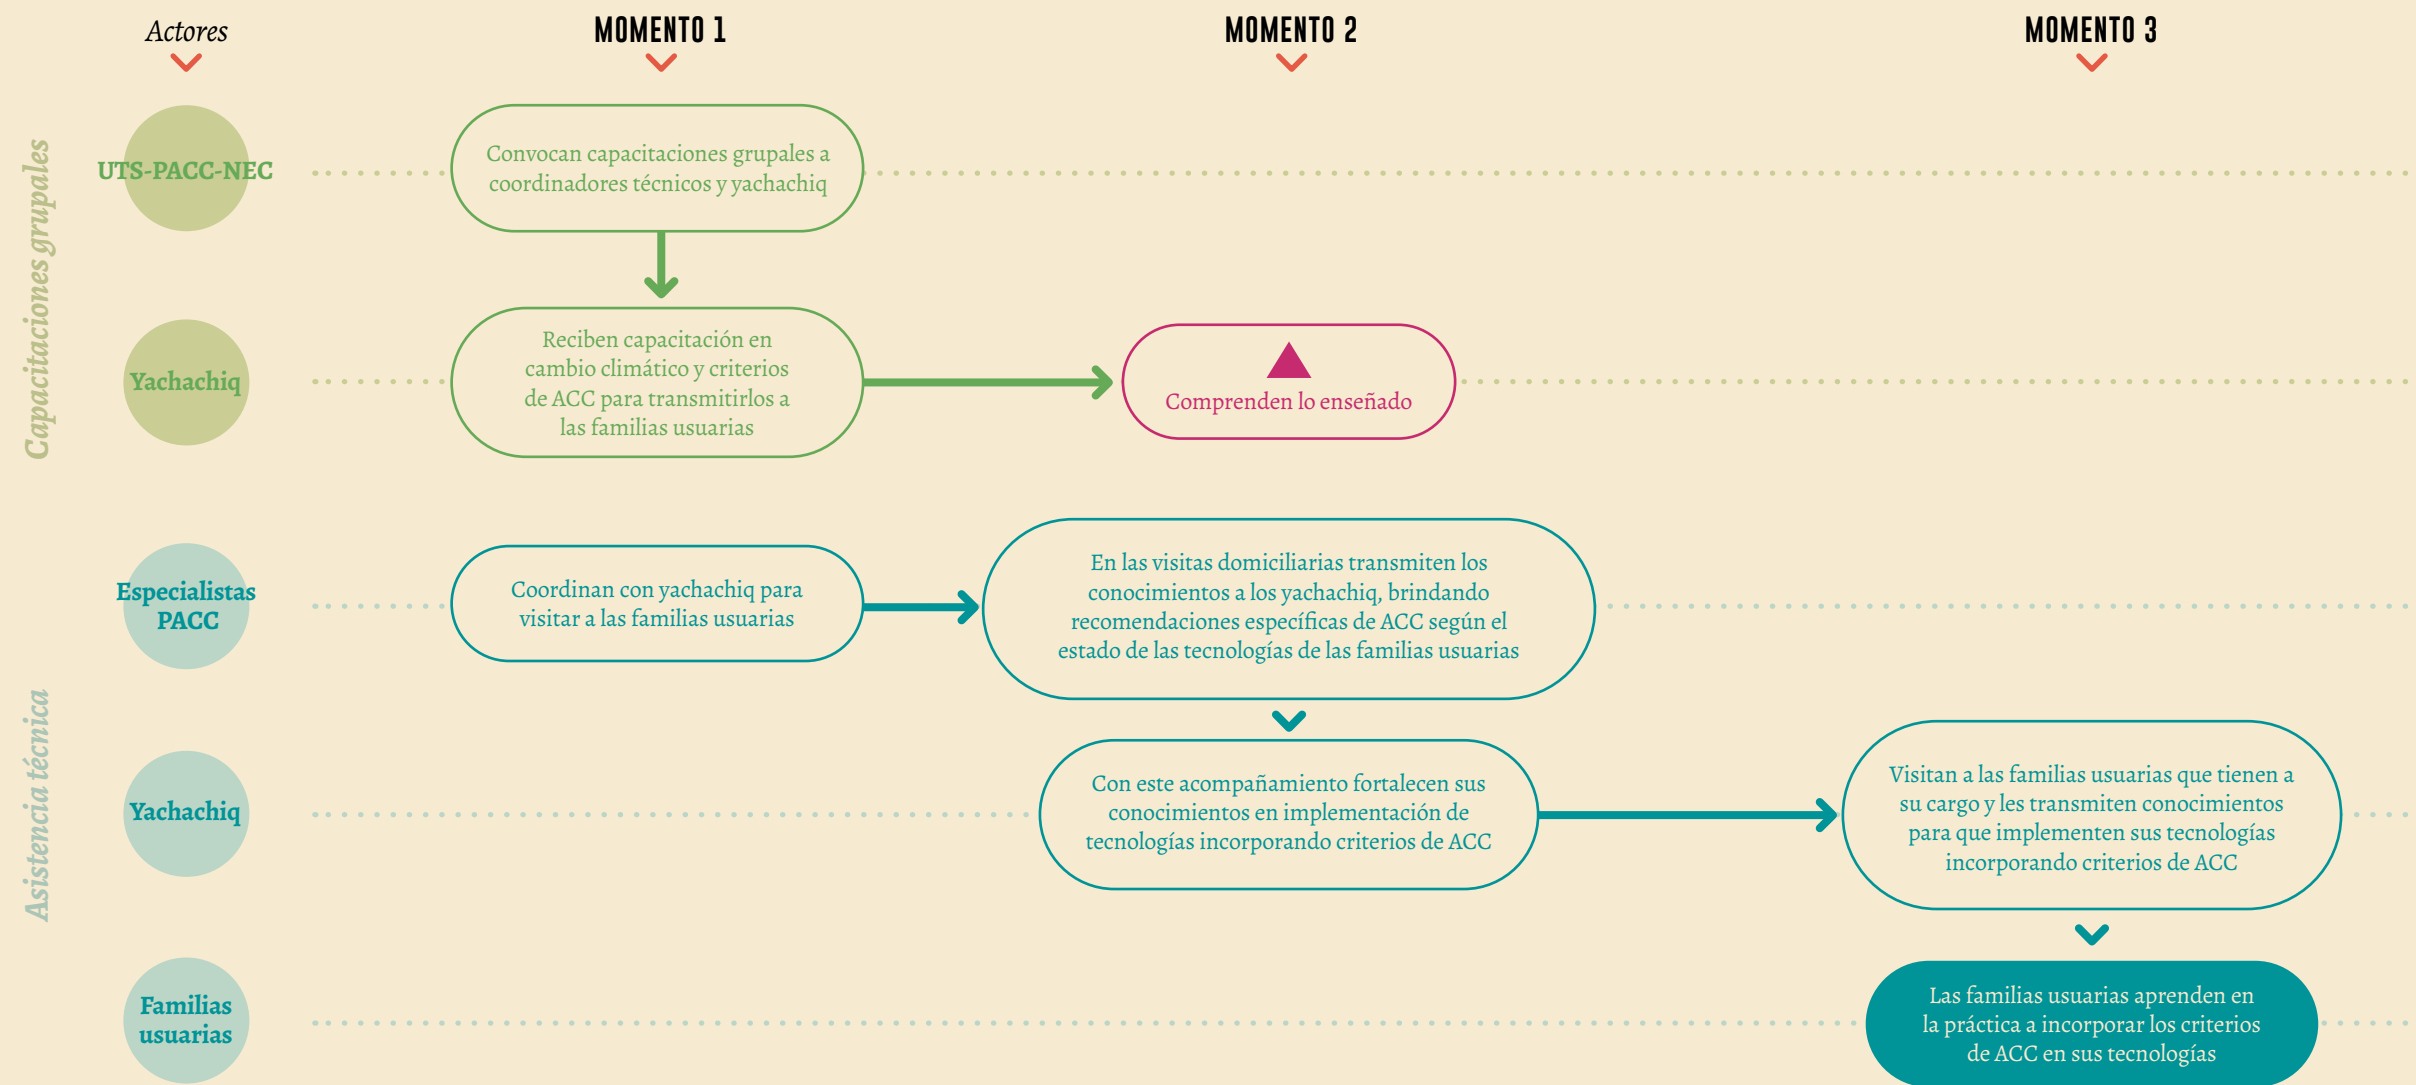 Actores
MOMENTO 1
MOMENTO 2
MOMENTO 3
Capacitaciones grupales
UTS-PACC-NEC
Convocan capacitaciones grupales a
coordinadores técnicos y yachachiq
Yachachiq
Reciben capacitación en
cambio climático y criterios
de ACC para transmitirlos a
las familias usuarias
Comprenden lo enseñado
Asistencia técnica
Especialistas
PACC
Coordinan con yachachiq para
visitar a las familias usuarias
En las visitas domiciliarias transmiten los
conocimientos a los yachachiq, brindando
recomendaciones específicas de ACC según el
estado de las tecnologías de las familias usuarias
Yachachiq
Con este acompañamiento fortalecen sus
conocimientos en implementación de
tecnologías incorporando criterios de ACC
Visitan a las familias usuarias que tienen a
su cargo y les transmiten conocimientos
para que implementen sus tecnologías
incorporando criterios de ACC
Familias
usuarias
Las familias usuarias aprenden en
la práctica a incorporar los criterios
de ACC en sus tecnologías